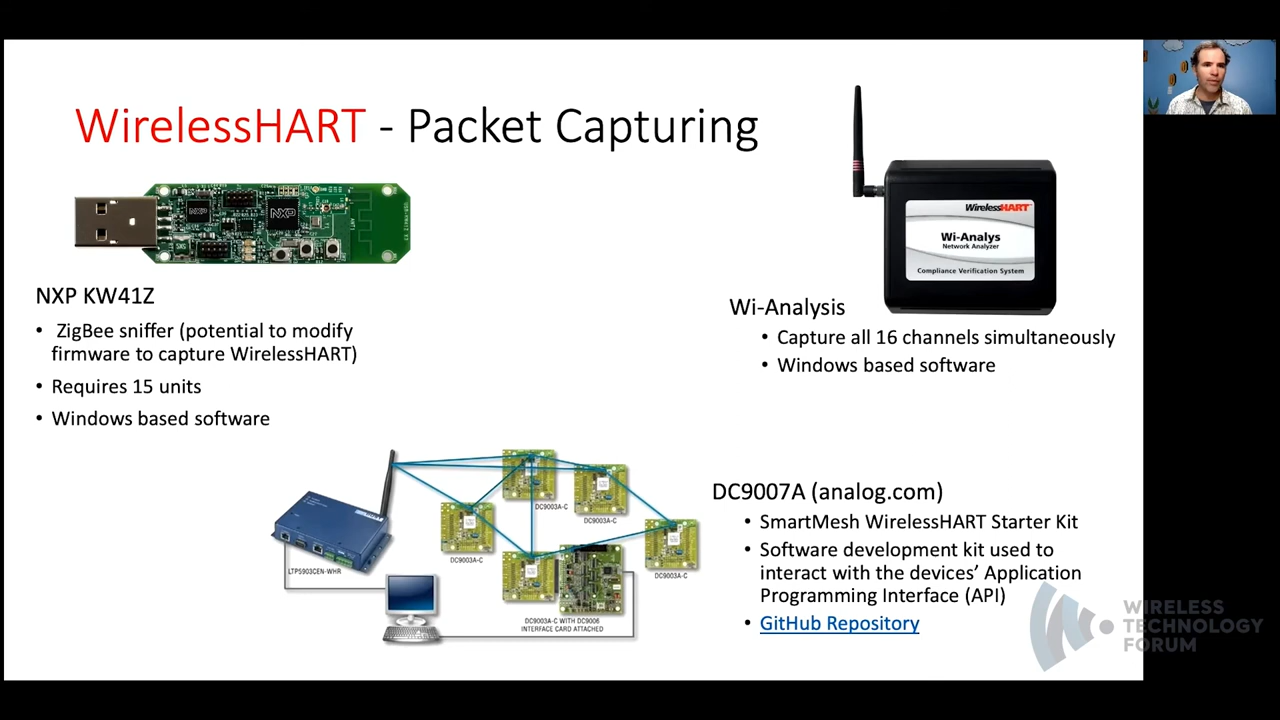 WirelessHART - Packet Capturing
NXP
NXP
NXP KW41Z
• ZigBee sniffer (potential to modify
firmware to capture WirelessHART)
• Requires 15 units
• Windows based software
WirelessHART
Wi-Analys
Network Analyzer
Compliance Verification System
Wi-Analysis
• Capture all 16 channels simultaneously
• Windows based software
LTP5903CEN-WHR
DC9003A-C
DC9003A-C
DC9003A-C
DC9003A-C
DC9003A-C WITH DC9006
INTERFACE CARD ATTACHED
DC9007A (analog.com)
• SmartMesh WirelessHART Starter Kit
• Software development kit used to
interact with the devices’ Application
Programming Interface (API)
• GitHub Repository
WIRELESS
TECHNOLOGY
FORUM